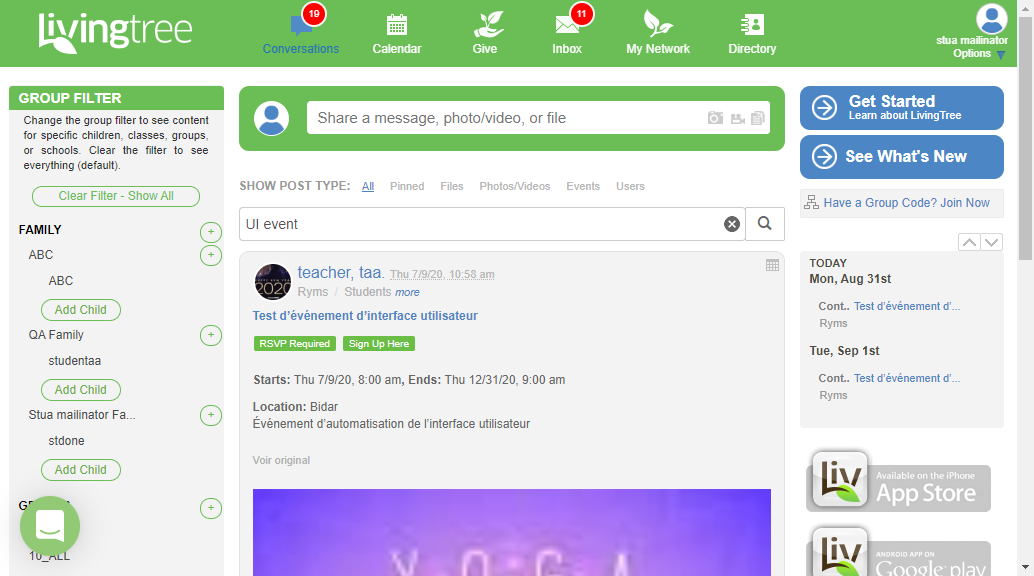 livingtree
19
Conversations
Calendar
Give
11
Inbox
My Network
Directory
stua mailinator
Options
GROUP FILTER
Change the group filter to see content
for specific children, classes, groups,
or schools. Clear the filter to see
everything (default).
Clear Filter - Show All
FAMILY
+
ABC
+
ABC
Add Child
QA Family
+
studentaa
Add Child
Stua mailinator Fa...
+
stdone
Add Child
+
10_ALL
Share a message, photo/video, or file
SHOW POST TYPE: All Pinned Files Photos/Videos Events Users
UI event
2020
teacher, taa. Thu 7/9/20, 10:58 am
Ryms / Students more
Test d'événement d'interface utilisateur
RSVP Required Sign Up Here
Starts: Thu 7/9/20, 8:00 am, Ends: Thu 12/31/20, 9:00 am
Location: Bidar
Événement d'automatisation de l'interface utilisateur
Voir original
YOGA
Get Started
Learn about LivingTree
See What's New
Have a Group Code? Join Now
TODAY
Mon, Aug 31st
Cont.. Test d'événement d'...
Ryms
Tue, Sep 1st
Cont.. Test d'événement d'...
Ryms
Liv
Available on the iPhone
App Store
Liv
ANDROID APP ON
Google play